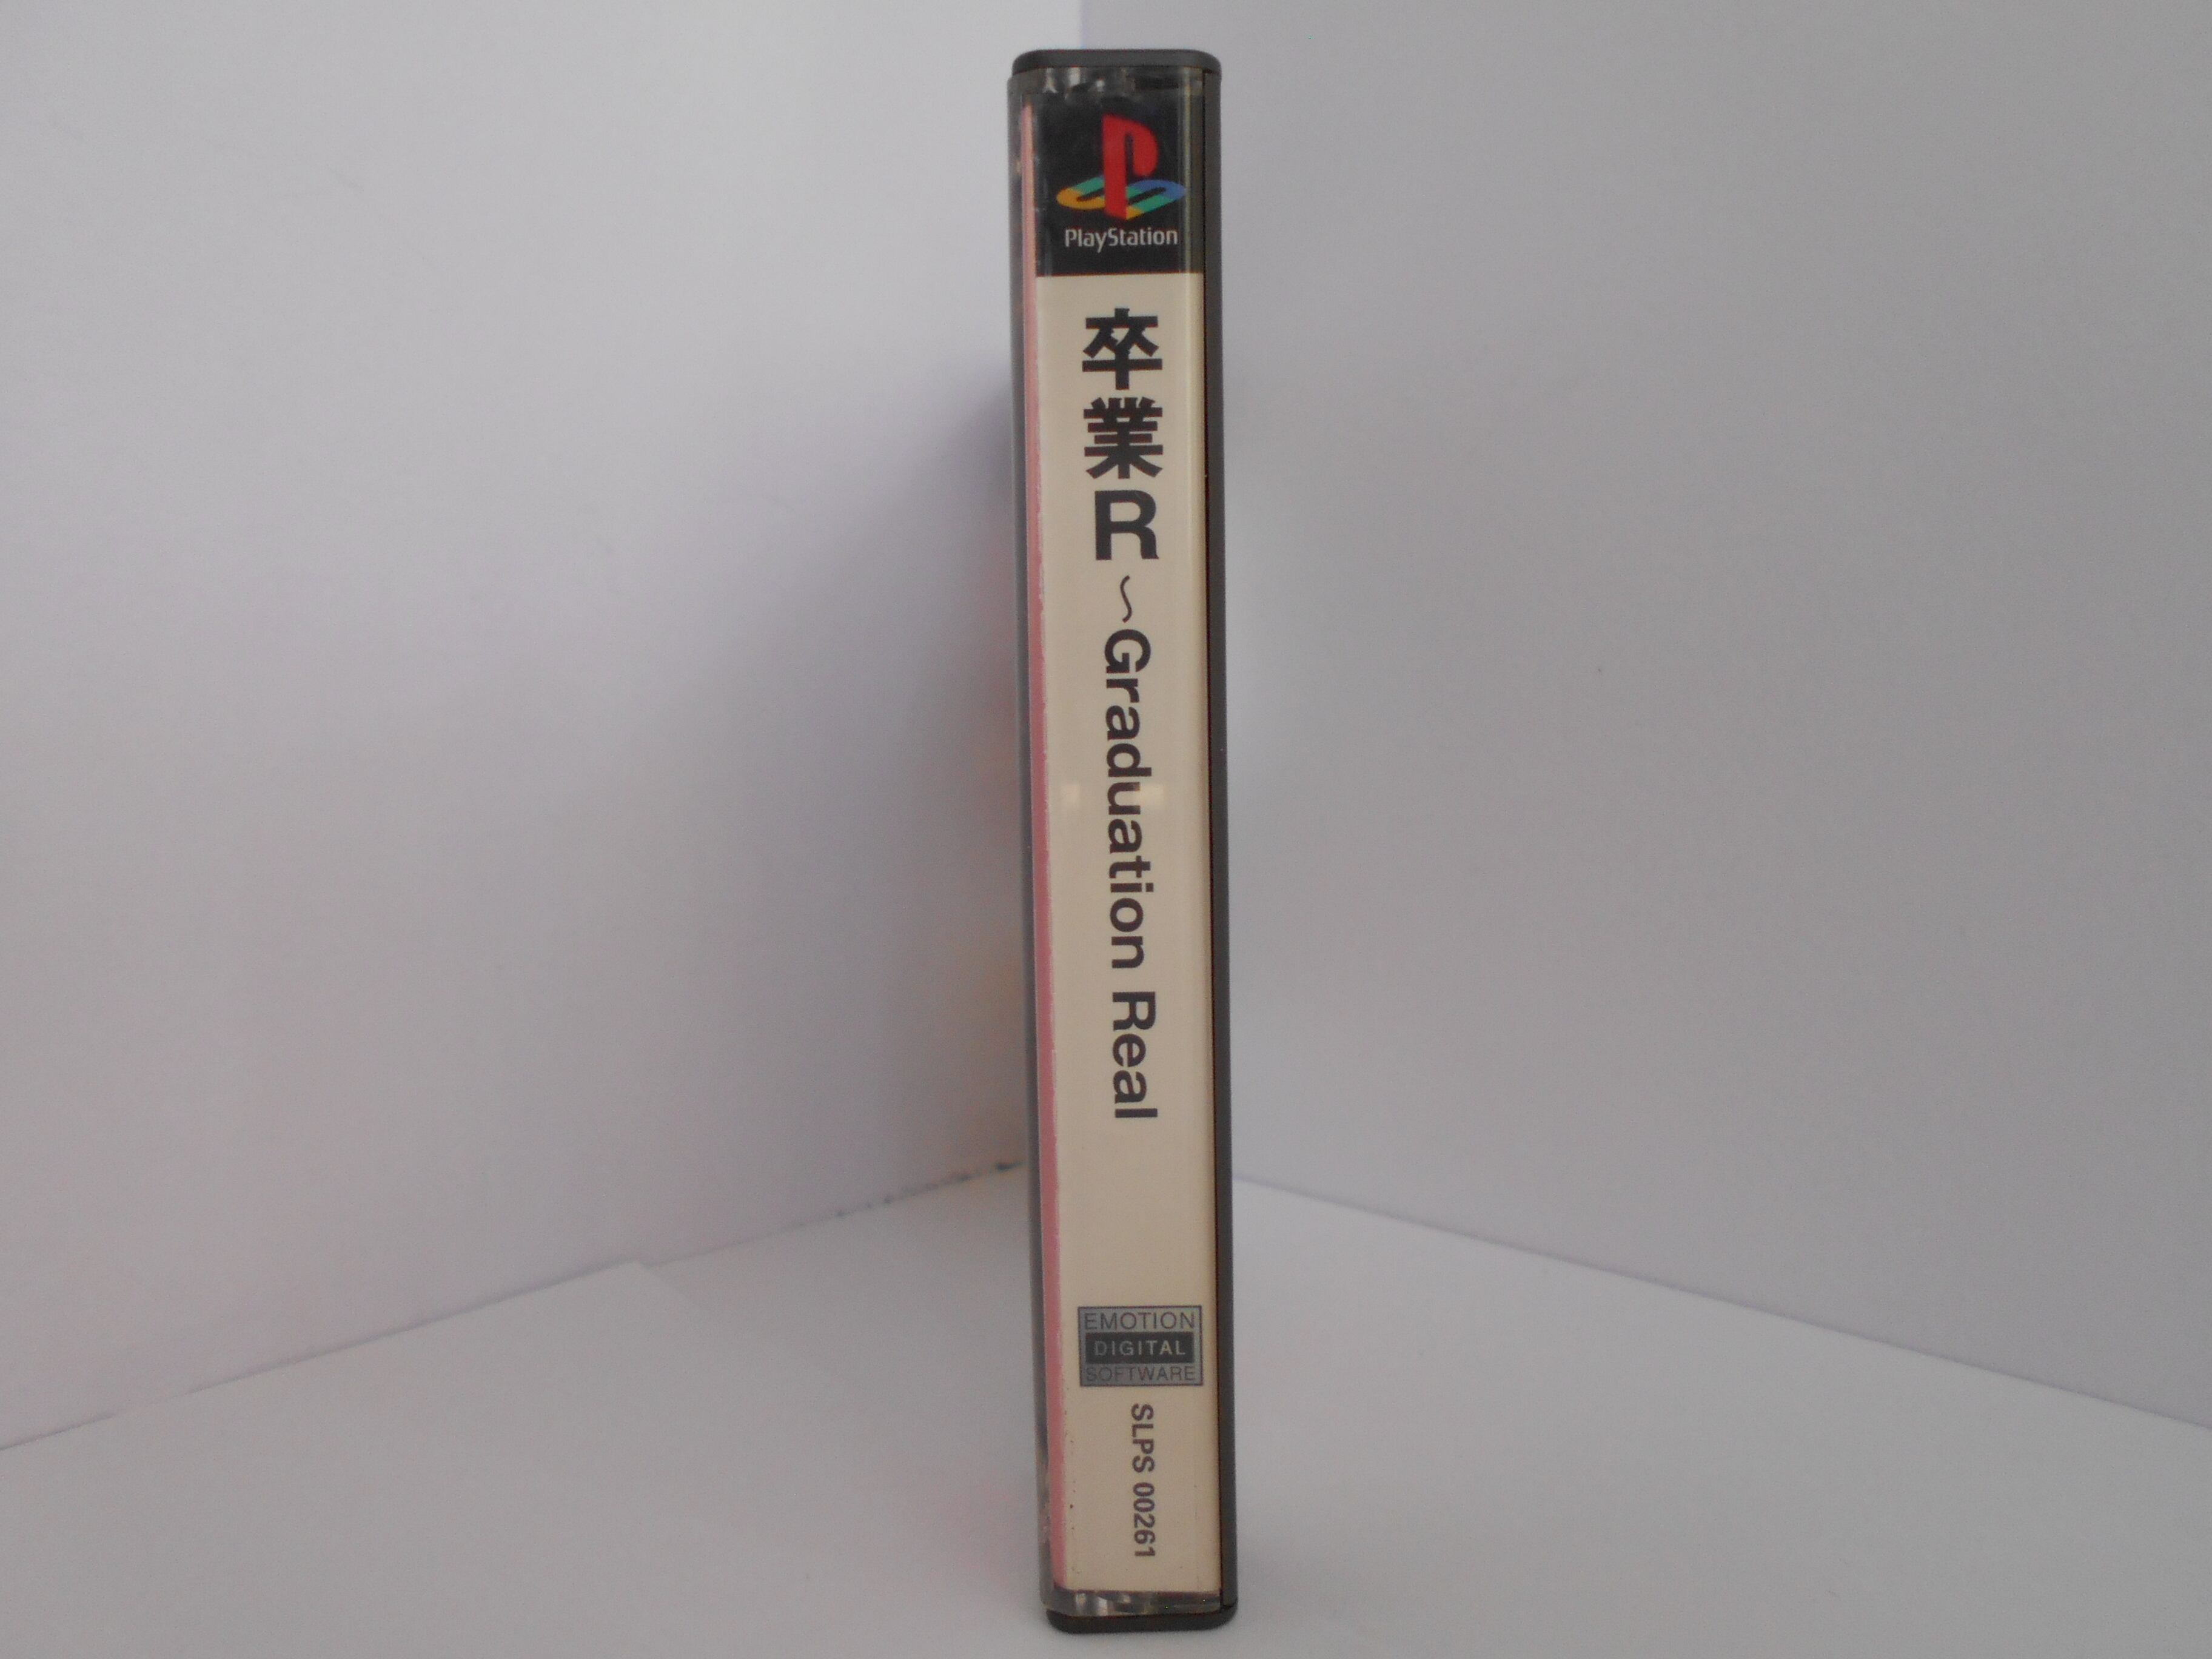 PlayStation
卒業R～Graduation Real
EMOTION
DIGITAL
SOFTWARE
SLPS 00261